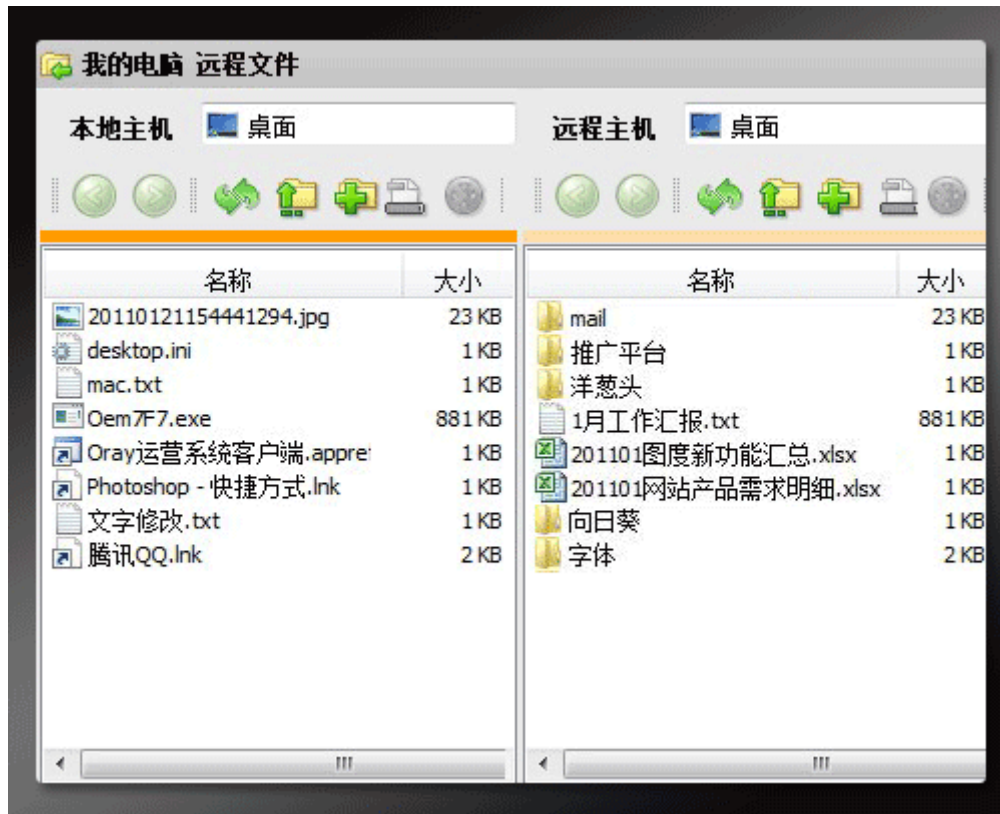 我的电脑 远程文件
本地主机 桌面
远程主机 桌面
名称 大小
20110121154441294.jpg 23 KB
desktop.ini 1 KB
mac.txt 1 KB
Oem7F7.exe 881 KB
Oray运营系统客户端.appref 1 KB
Photoshop - 快捷方式.lnk 1 KB
文字修改.txt 1 KB
腾讯QQ.lnk 2 KB
名称 大小
mail 23 KB
推广平台 1 KB
洋葱头 1 KB
1月工作汇报.txt 881 KB
201101图度新功能汇总.xlsx 1 KB
201101网站产品需求明细.xlsx 1 KB
向日葵 1 KB
字体 2 KB